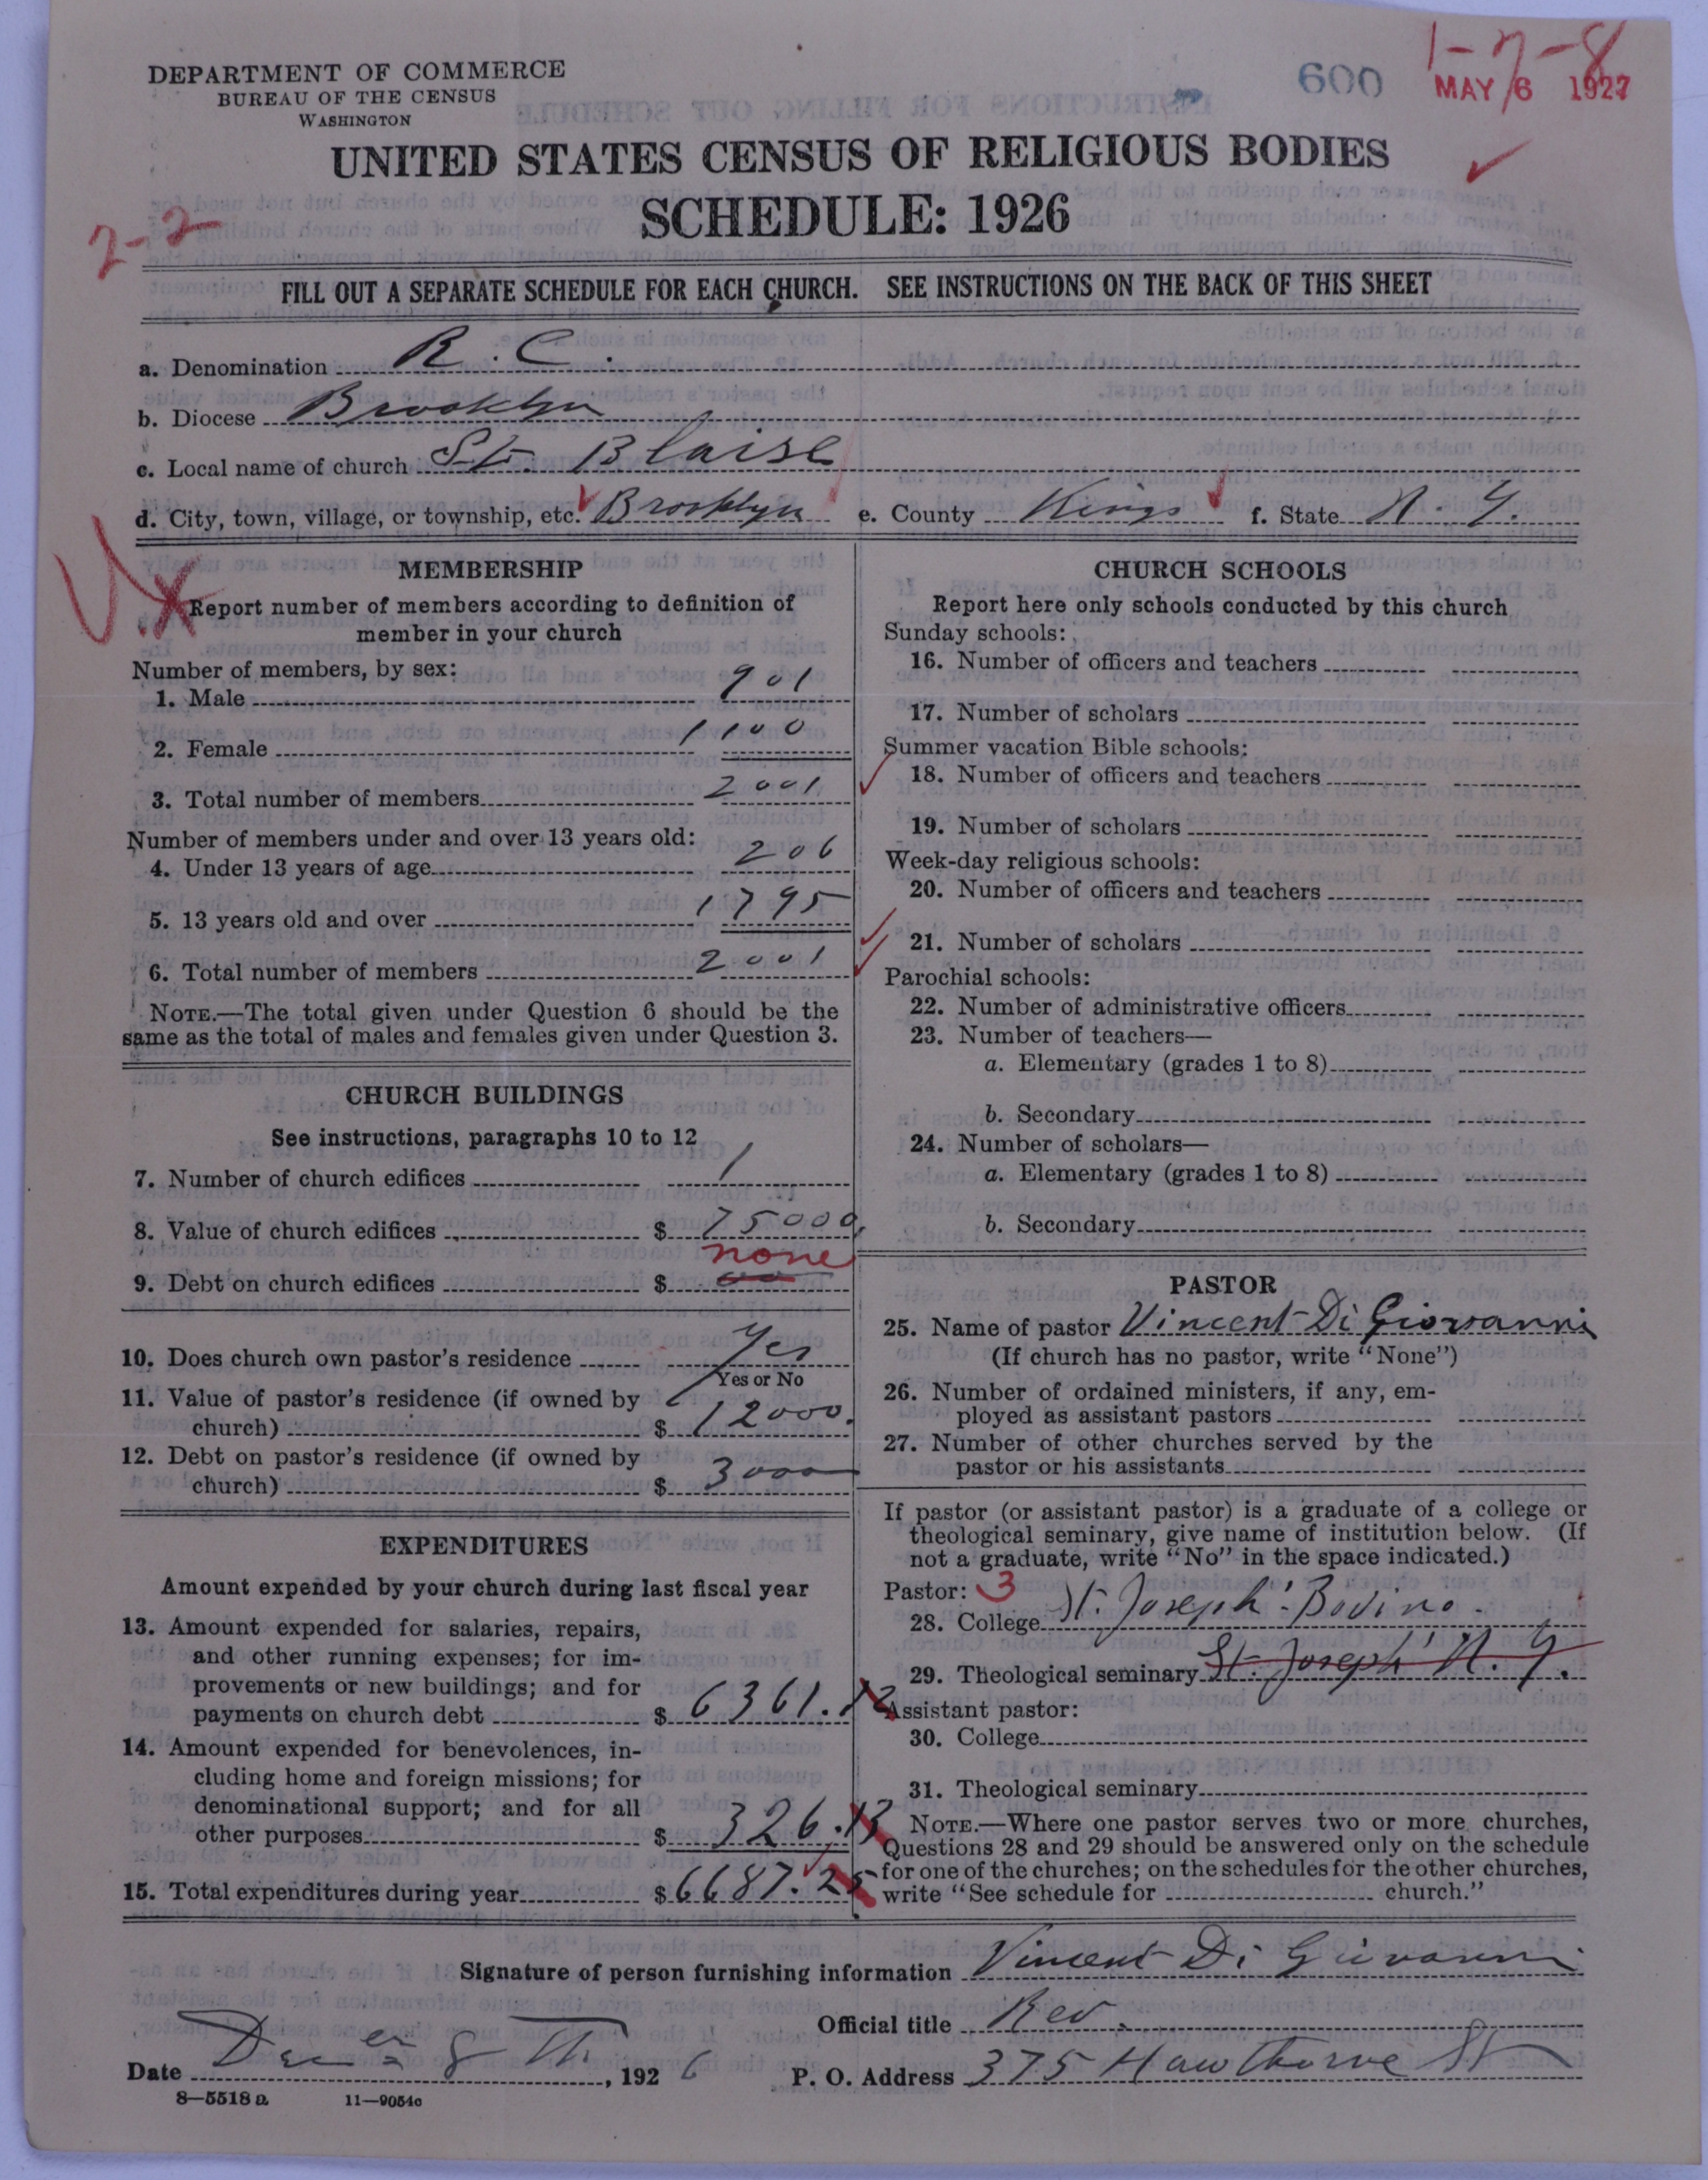 DEPARTMENT OF COMMERCE
BUREAU OF THE CENSUS
WASHINGTON
600
1-7-8
MAY 6 1927
UNITED STATES CENSUS OF RELIGIOUS BODIES
SCHEDULE: 1926
2-2
FILL OUT A SEPARATE SCHEDULE FOR EACH CHURCH. SEE INSTRUCTIONS ON THE BACK OF THIS SHEET
a. Denomination R. C.
b. Diocese Brooklyn
c. Local name of church St. Blaise
d. City, town, village, or township, etc. Brooklyn e. County Kings f. State N. Y.
MEMBERSHIP
Report number of members according to definition of
member in your church
Number of members, by sex:
1. Male 901
2. Female 1100
3. Total number of members 2001
Number of members under and over 13 years old:
4. Under 13 years of age 206
5. 13 years old and over 1795
6. Total number of members 2001
NOTE.—The total given under Question 6 should be the
same as the total of males and females given under Question 3.
CHURCH BUILDINGS
See instructions, paragraphs 10 to 12
7. Number of church edifices 1
8. Value of church edifices $ 75000.
none
9. Debt on church edifices $
10. Does church own pastor's residence Yes
Yes or No
11. Value of pastor's residence (if owned by
church) $ 12000.
12. Debt on pastor's residence (if owned by
church) $ 3000
EXPENDITURES
Amount expended by your church during last fiscal year
13. Amount expended for salaries, repairs,
and other running expenses; for im-
provements or new buildings; and for
payments on church debt $ 6361.12
14. Amount expended for benevolences, in-
cluding home and foreign missions; for
denominational support; and for all
other purposes $ 326.13
15. Total expenditures during year $ 6687.25
CHURCH SCHOOLS
Report here only schools conducted by this church
Sunday schools:
16. Number of officers and teachers
17. Number of scholars
Summer vacation Bible schools:
18. Number of officers and teachers
19. Number of scholars
Week-day religious schools:
20. Number of officers and teachers
21. Number of scholars
Parochial schools:
22. Number of administrative officers
23. Number of teachers—
a. Elementary (grades 1 to 8)
b. Secondary
24. Number of scholars—
a. Elementary (grades 1 to 8)
b. Secondary
PASTOR
25. Name of pastor Vincent Di Giovanni
(If church has no pastor, write "None")
26. Number of ordained ministers, if any, em-
ployed as assistant pastors
27. Number of other churches served by the
pastor or his assistants
If pastor (or assistant pastor) is a graduate of a college or
theological seminary, give name of institution below. (If
not a graduate, write "No" in the space indicated.)
Pastor: 3
28. College St. Joseph' Bovino.
29. Theological seminary St. Joseph' N. Y.
Assistant pastor:
30. College
31. Theological seminary
NOTE.—Where one pastor serves two or more churches,
Questions 28 and 29 should be answered only on the schedule
for one of the churches; on the schedules for the other churches,
write "See schedule for church."
Signature of person furnishing information Vincent Di Giovanni
Official title Rev.
Date 8 Th. , 1926 P. O. Address 375 Hawthorne St
8—5518 a 11—9054c